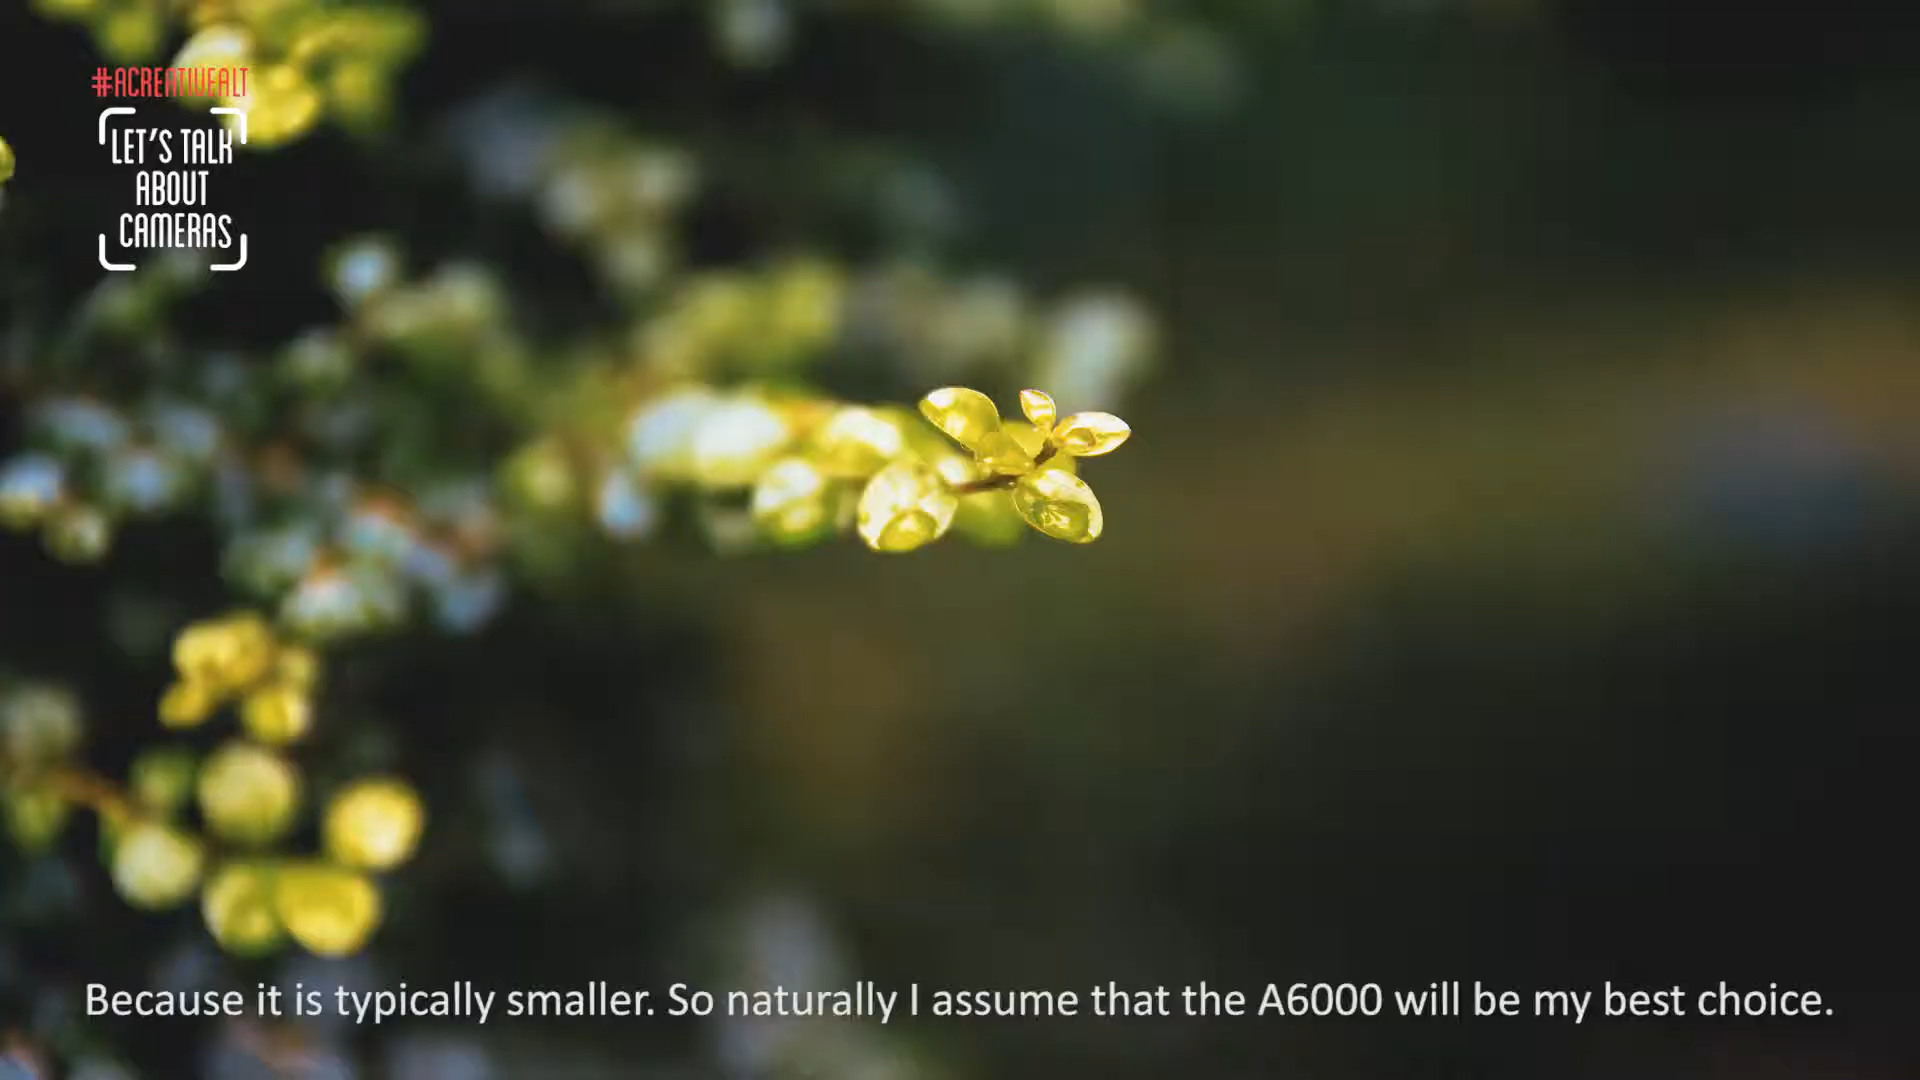 #ACREATIVEALT
LET'S TALK
ABOUT
CAMERAS
Because it is typically smaller. So naturally I assume that the A6000 will be my best choice.